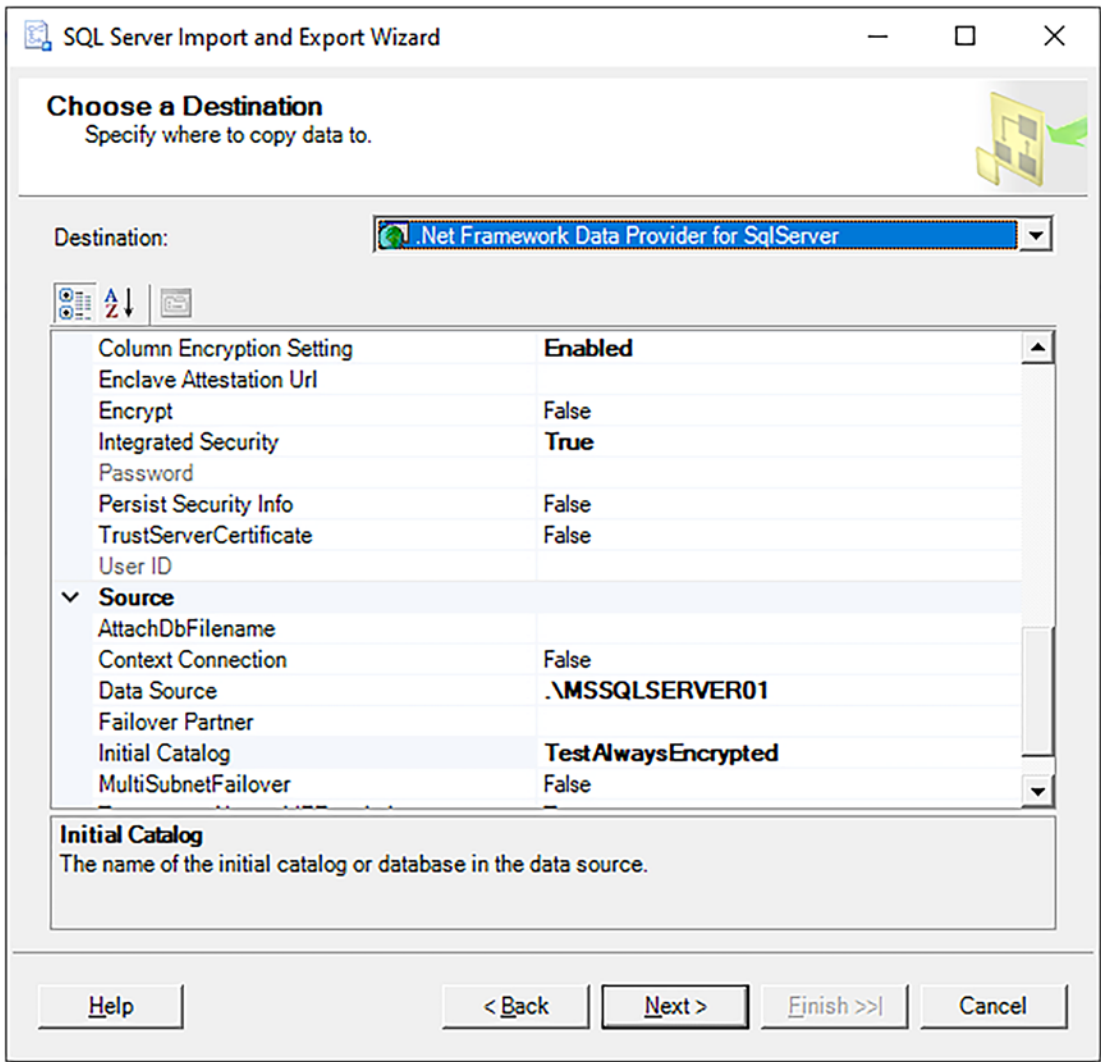 SQL Server Import and Export Wizard
Choose a Destination
Specify where to copy data to.
Destination: .Net Framework Data Provider for SqlServer
Column Encryption Setting Enabled
Enclave Attestation Url
Encrypt False
Integrated Security True
Password
Persist Security Info False
TrustServerCertificate False
User ID
Source
AttachDbFilename
Context Connection False
Data Source .\MSSQLSERVER01
Failover Partner
Initial Catalog TestAlwaysEncrypted
MultiSubnetFailover False
Initial Catalog
The name of the initial catalog or database in the data source.
Help < Back Next > Finish >>| Cancel